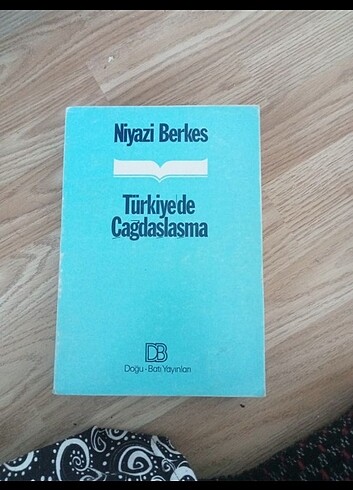 Niyazi Berkes
Türkiye'de
Çağdaşlaşma
DB
Doğu - Batı Yayınları